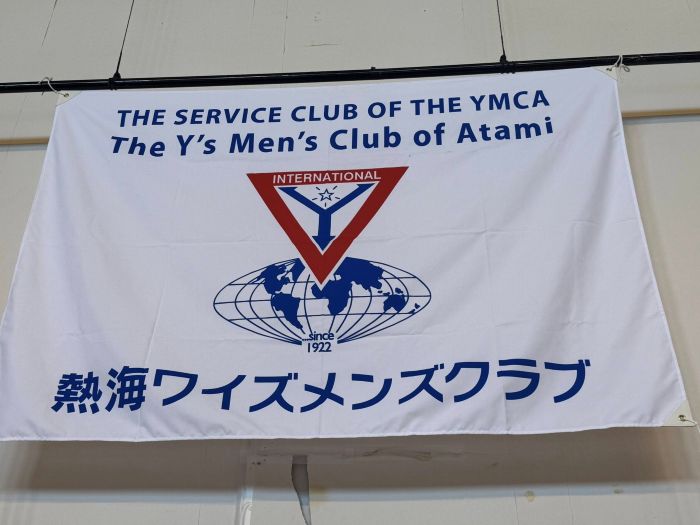 THE SERVICE CLUB OF THE YMCA
The Y's Men's Club of Atami
INTERNATIONAL
...since
1922
熱海ワイズメンズクラブ